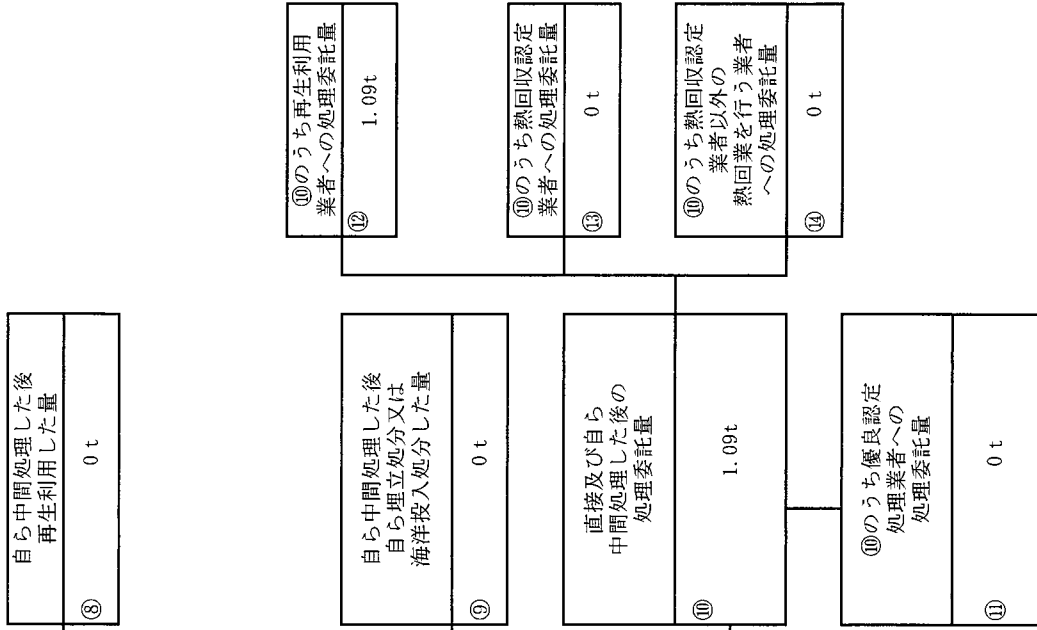 自ら中間処理した後
再生利用した量
⑧
0 t
自ら中間処理した後
自ら埋立処分又は
海洋投入処分した量
⑨
0 t
直接及び自ら
中間処理した後の
処理委託量
⑩
1.09t
⑩のうち優良認定
処理業者への
処理委託量
⑪
0 t
⑩のうち再生利用
業者への処理委託量
⑫
1.09t
⑩のうち熱回収認定
業者への処理委託量
⑬
0 t
⑩のうち熱回収認定
業者以外の
熱回業を行う業者
への処理委託量
⑭
0 t